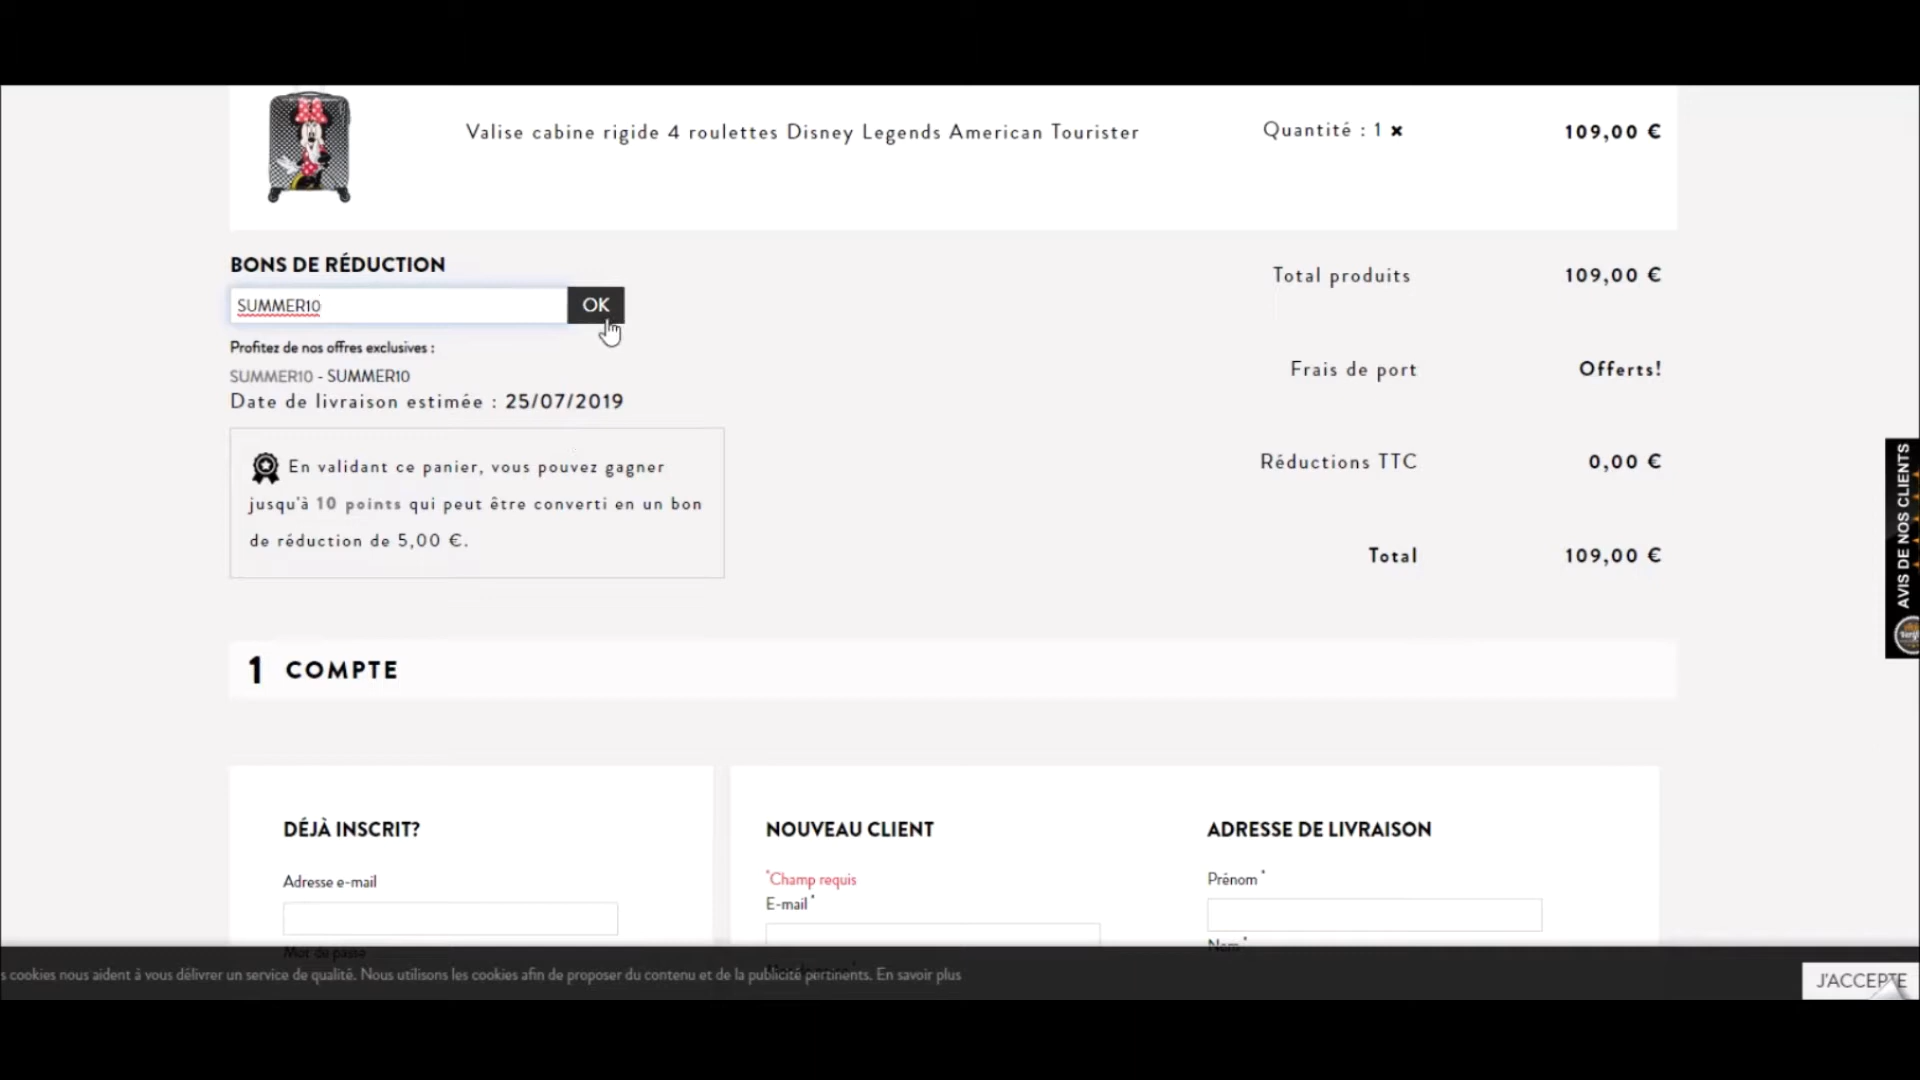 Valise cabine rigide 4 roulettes Disney Legends American Tourister
Quantité : 1 ×
109,00 €
BONS DE RÉDUCTION
SUMMER10
OK
Profitez de nos offres exclusives :
SUMMER10 - SUMMER10
Date de livraison estimée : 25/07/2019
En validant ce panier, vous pouvez gagner
jusqu'à 10 points qui peut être converti en un bon
de réduction de 5,00 €.
Total produits 109,00 €
Frais de port Offerts!
Réductions TTC 0,00 €
Total 109,00 €
AVIS DE NOS CLIENTS
1 COMPTE
DÉJÀ INSCRIT?
Adresse e-mail
Mot de passe
NOUVEAU CLIENT
*Champ requis
E-mail *
ADRESSE DE LIVRAISON
Prénom *
Nom *
s cookies nous aident à vous délivrer un service de qualité. Nous utilisons les cookies afin de proposer du contenu et de la publicité pertinents. En savoir plus
J'ACCEPTE